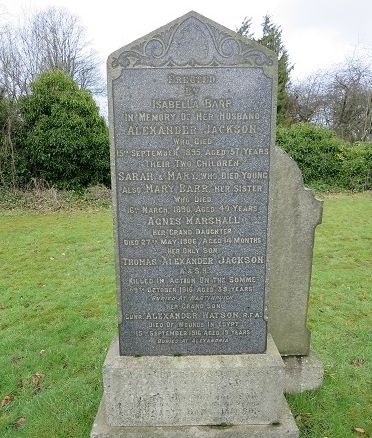 ERECTED
BY
ISABELLA BARR
IN MEMORY OF HER HUSBAND
ALEXANDER JACKSON
WHO DIED
15TH SEPTEMBER 1895, AGED 57 YEARS
THEIR TWO CHILDREN
SARAH & MARY, WHO DIED YOUNG
ALSO MARY BARR, HER SISTER
WHO DIED
16TH MARCH, 1890, AGED 49 YEARS
AGNES MARSHALL
HER GRAND DAUGHTER
DIED 27TH MAY 1906, AGED 14 MONTHS
HER ONLY SON
THOMAS ALEXANDER JACKSON
A & S.H.
KILLED IN ACTION ON THE SOMME
OCTOBER 1916 AGED 38 YEARS
BURIED AT
HER GRAND SON
GUNR. ALEXANDER WATSON, R.F.A.
DIED OF WOUNDS IN EGYPT
15TH SEPTEMBER 1916 AGED 19 YEARS
BURIED AT ALEXANDRIA